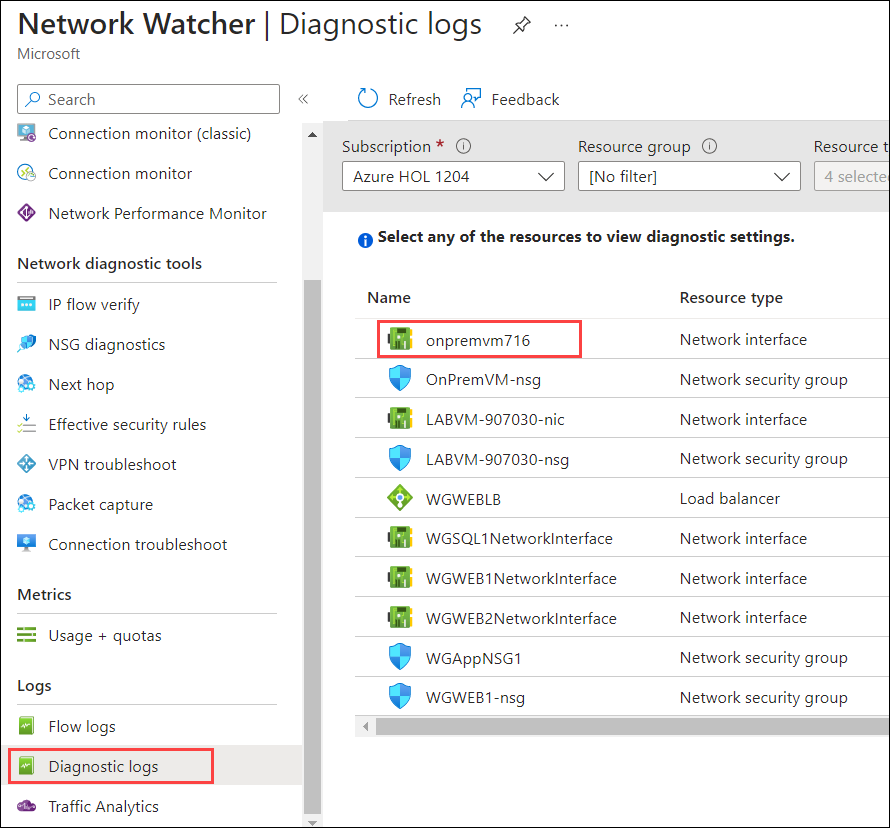 Network Watcher | Diagnostic logs ...
Microsoft
Search «
Connection monitor (classic)
Connection monitor
Network Performance Monitor
Network diagnostic tools
IP flow verify
NSG diagnostics
Next hop
Effective security rules
VPN troubleshoot
Packet capture
Connection troubleshoot
Metrics
Usage + quotas
Logs
Flow logs
Diagnostic logs
Traffic Analytics
Refresh Feedback
Subscription * Resource group Resource t
Azure HOL 1204 [No filter] 4 selected
Select any of the resources to view diagnostic settings.
Name Resource type
onpremvm716 Network interface
OnPremVM-nsg Network security group
LABVM-907030-nic Network interface
LABVM-907030-nsg Network security group
WGWEBLB Load balancer
WGSQL1NetworkInterface Network interface
WGWEB1NetworkInterface Network interface
WGWEB2NetworkInterface Network interface
WGAppNSG1 Network security group
WGWEB1-nsg Network security group